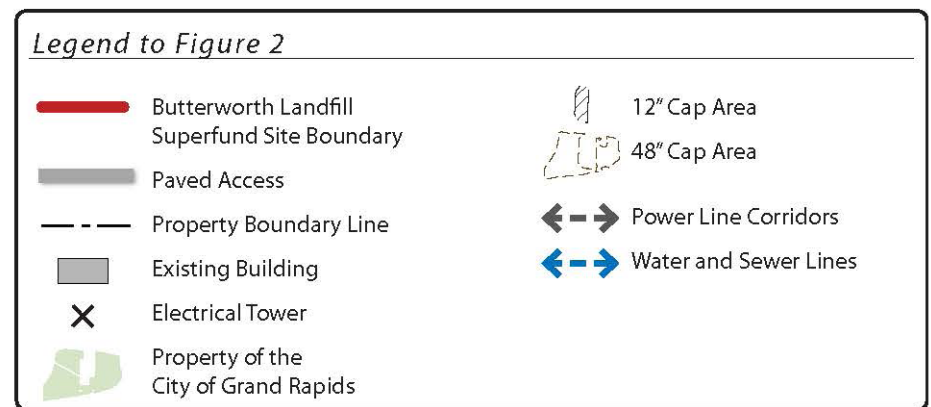 Legend to Figure 2
Butterworth Landfill
Superfund Site Boundary
Paved Access
Property Boundary Line
Existing Building
Electrical Tower
Property of the
City of Grand Rapids
12" Cap Area
48" Cap Area
Power Line Corridors
Water and Sewer Lines